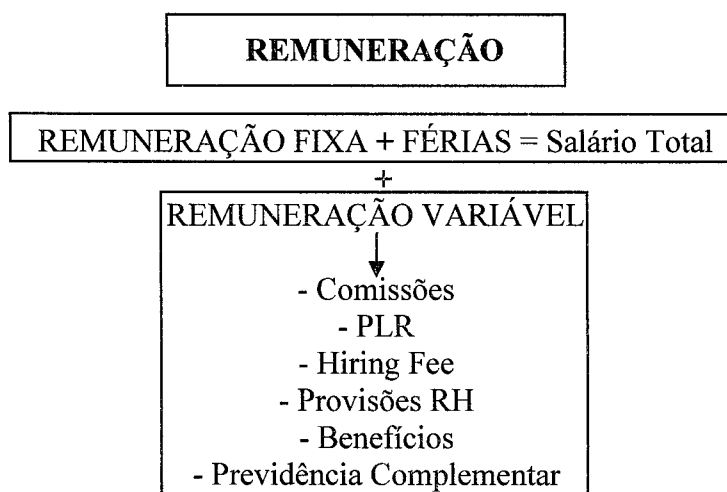 REMUNERAÇÃO
REMUNERAÇÃO FIXA + FÉRIAS = Salário Total
+
REMUNERAÇÃO VARIÁVEL
- Comissões
- PLR
- Hiring Fee
- Provisões RH
- Benefícios
- Previdência Complementar